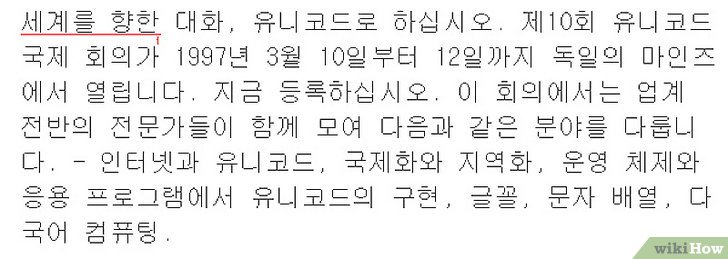 세계를 향한 대화, 유니코드로 하십시오. 제10회 유니코드
국제 회의가 1997년 3월 10일부터 12일까지 독일의 마인즈
에서 열립니다. 지금 등록하십시오. 이 회의에서는 업계
전반의 전문가들이 함께 모여 다음과 같은 분야를 다룹니
다. - 인터넷과 유니코드, 국제화와 지역화, 운영 체제와
응용 프로그램에서 유니코드의 구현, 글꼴, 문자 배열, 다
국어 컴퓨팅.
wikiHow